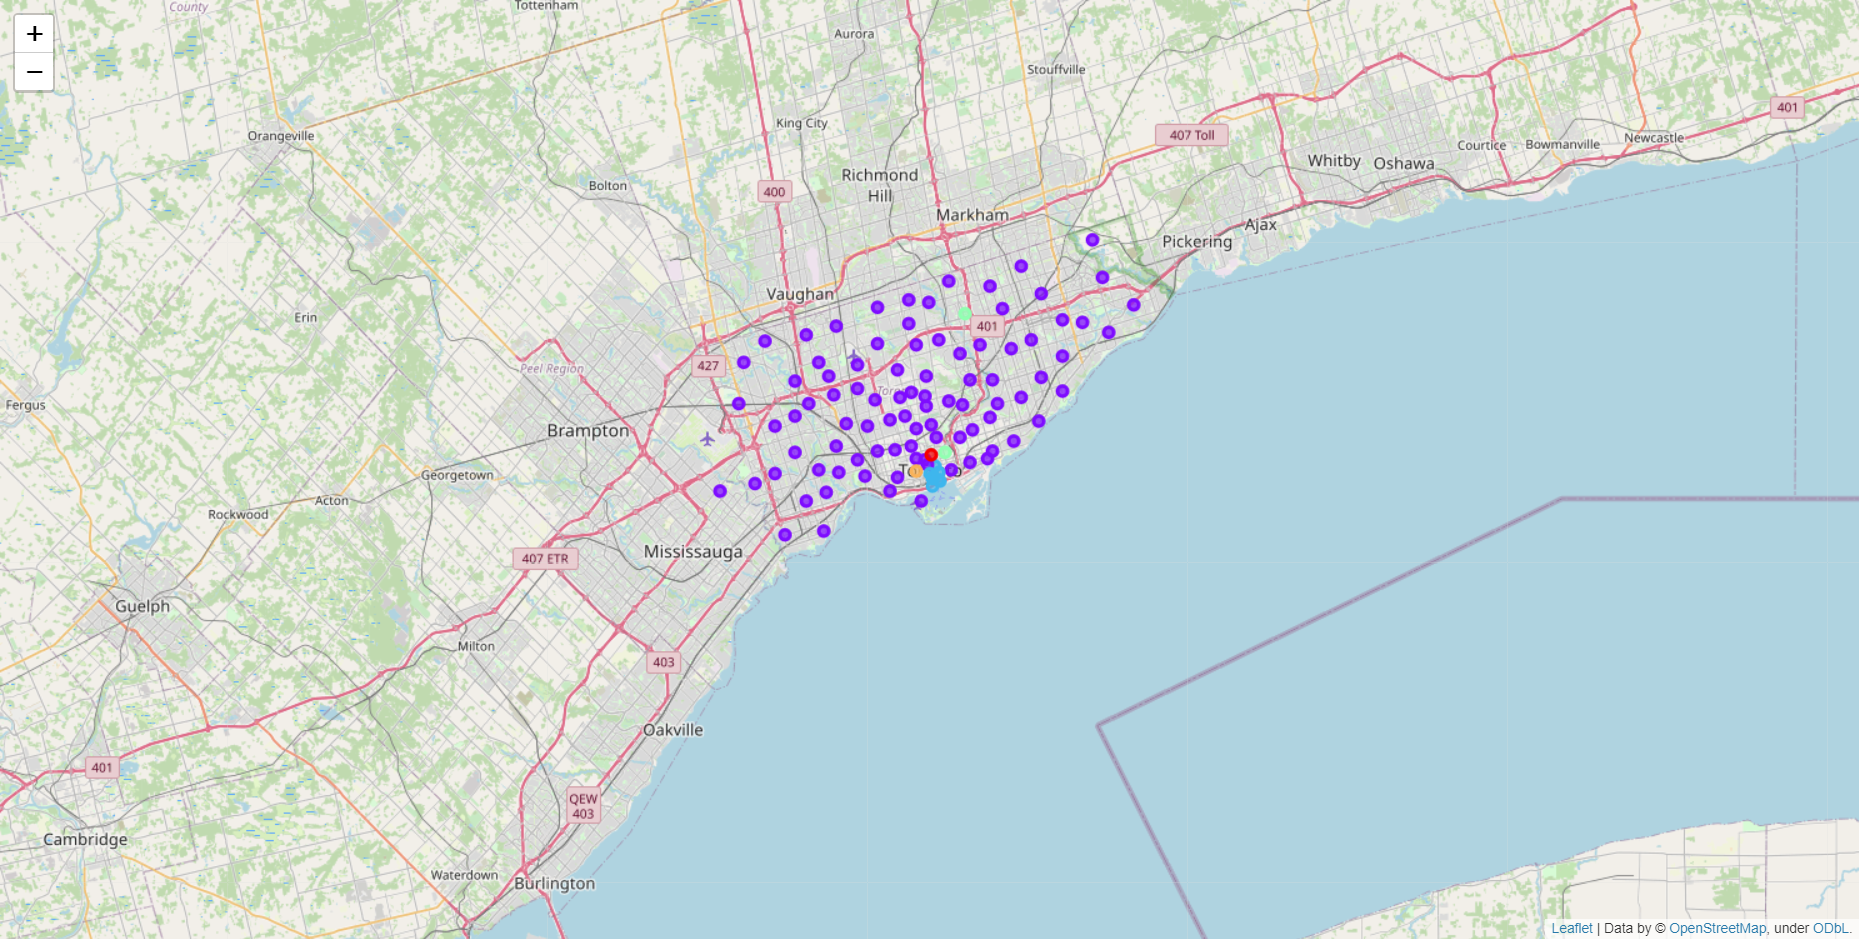 County
Tottenham
+
−
Aurora
Stouffville
401
King City
407 Toll
Orangeville
Newcastle
Courtice
Bowmanville
Whitby
Oshawa
Richmond
Hill
Bolton
400
Markham
Ajax
Pickering
Vaughan
Erin
401
427
Peel Region
Fergus
Brampton
Georgetown
Acton
Rockwood
Mississauga
407 ETR
Guelph
Milton
403
Oakville
401
QEW
403
Cambridge
Waterdown
Burlington
Leaflet | Data by © OpenStreetMap, under ODbL.